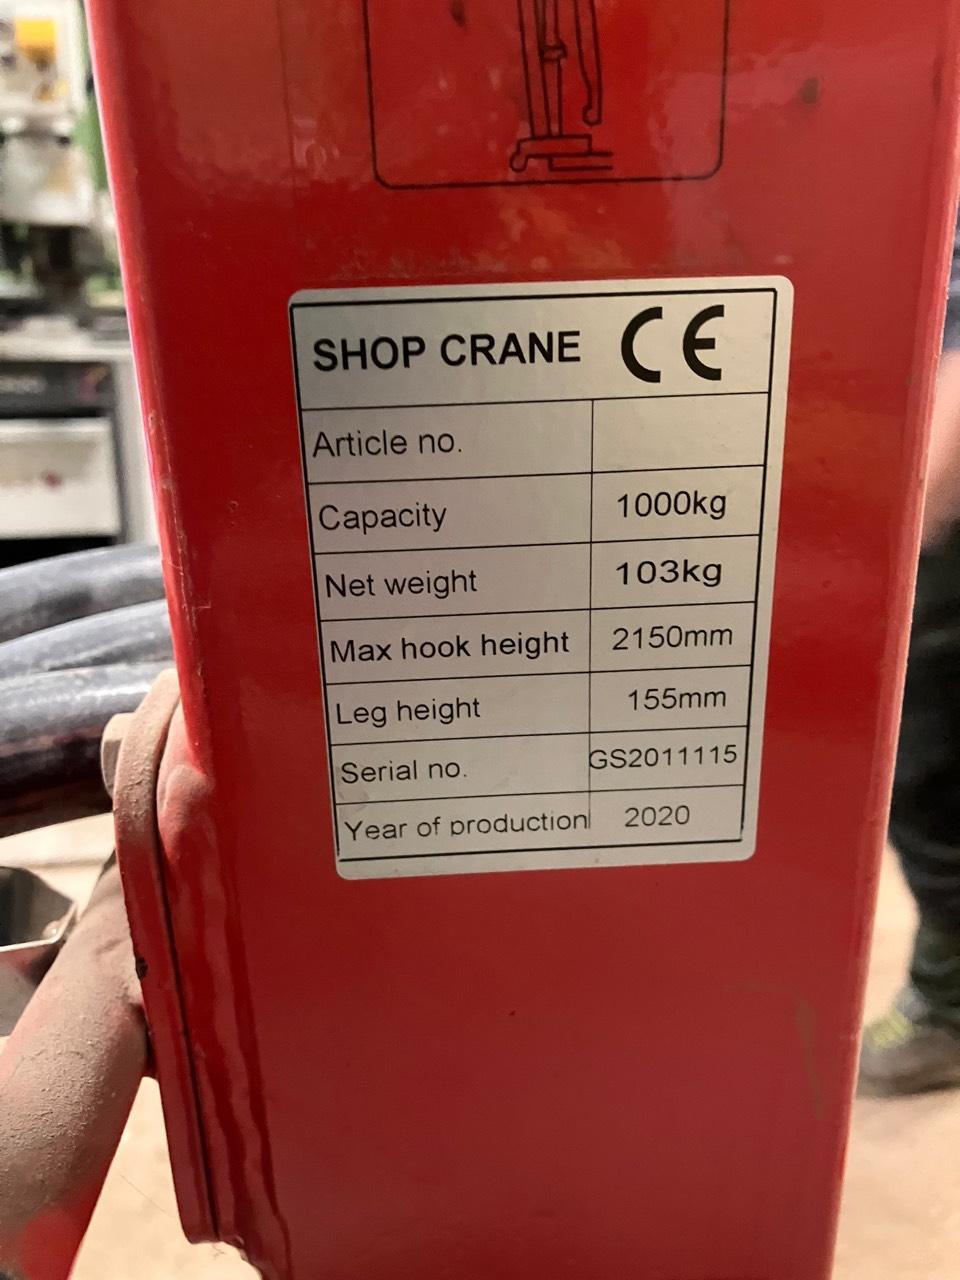 SHOP CRANE CE
Article no.
Capacity 1000kg
Net weight 103kg
Max hook height 2150mm
Leg height 155mm
Serial no. GS2011115
Year of production 2020